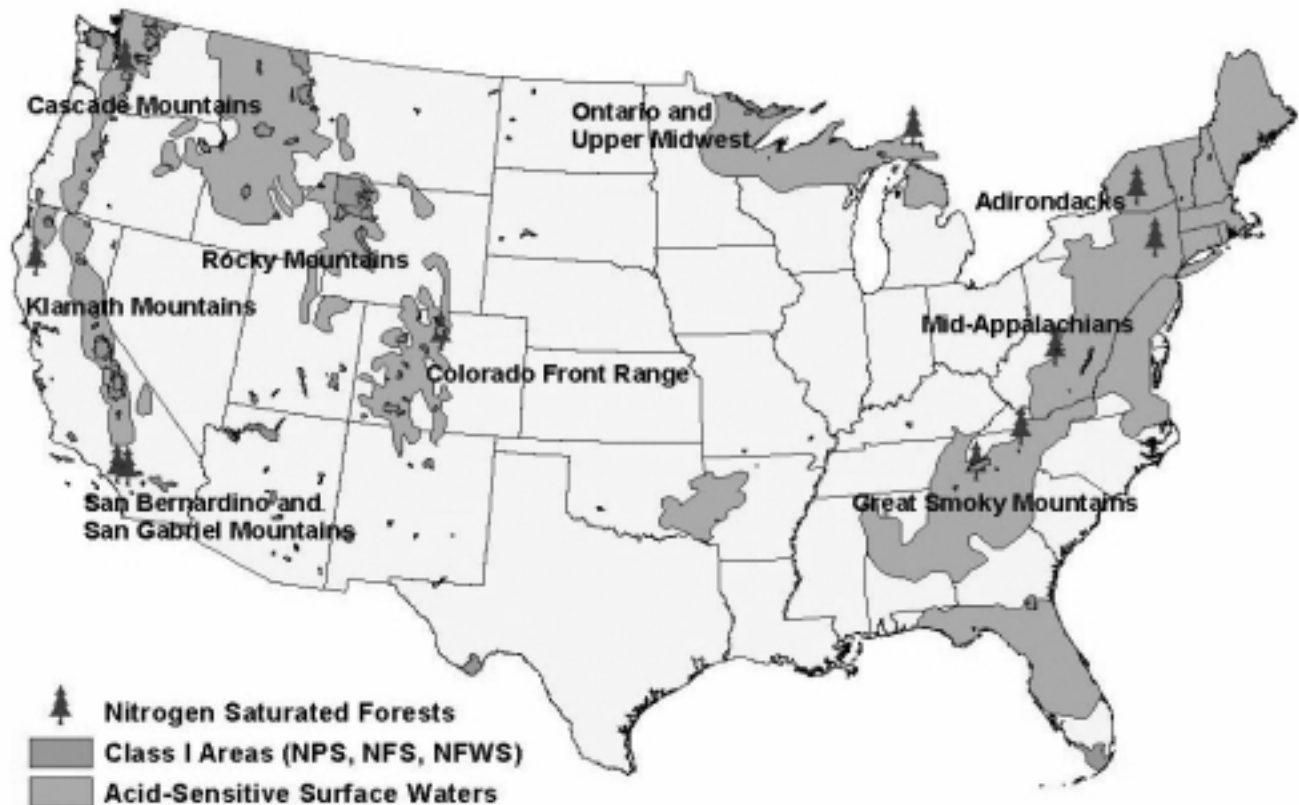 Cascade Mountains
Ontario and
Upper Midwest
Adirondacks
Rocky Mountains
Klamath Mountains
Mid-Appalachians
Colorado Front Range
San Bernardino and
San Gabriel Mountains
Great Smoky Mountains
Nitrogen Saturated Forests
Class I Areas (NPS, NFS, NFWS)
Acid-Sensitive Surface Waters